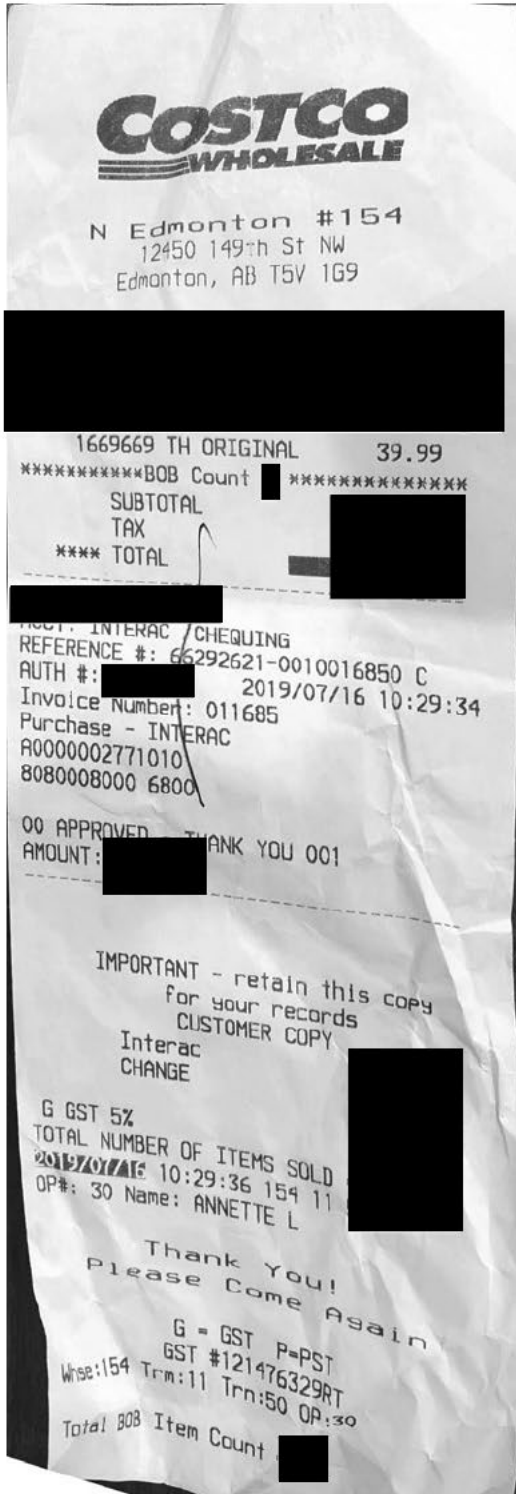 COSTCO
WHOLESALE
N Edmonton #154
12450 149th St NW
Edmonton, AB T5V 1G9
1669669 TH ORIGINAL 39.99
***********BOB Count **************
SUBTOTAL
TAX
**** TOTAL
ACCT: INTERAC /CHEQUING
REFERENCE #: 66292621-0010016850 C
AUTH #: 2019/07/16 10:29:34
Invoice Number: 011685
Purchase - INTERAC
A0000002771010
8080008000 6800
00 APPROVED - THANK YOU 001
AMOUNT:
IMPORTANT - retain this copy
for your records
CUSTOMER COPY
Interac
CHANGE
G GST 5%
TOTAL NUMBER OF ITEMS SOLD
2019/07/16 10:29:36 154 11
OP#: 30 Name: ANNETTE L
Thank You!
Please Come Again
G = GST P=PST
GST #121476329RT
Whse:154 Trm:11 Trn:50 OP:30
Total BOB Item Count